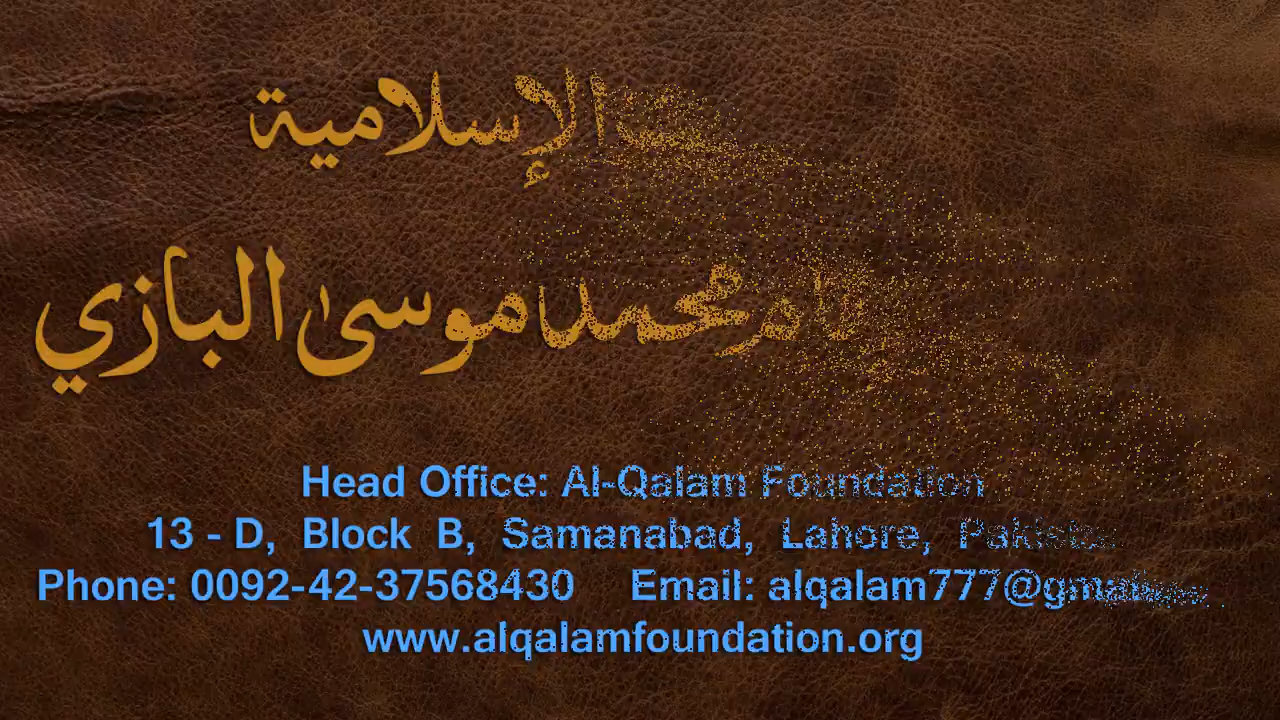 الإسلامية
محمد موسى البازي
Head Office: Al-Qalam Foundation
13 - D, Block B, Samanabad, Lahore,
Phone: 0092-42-37568430 Email:
www.alqalamfoundation.org